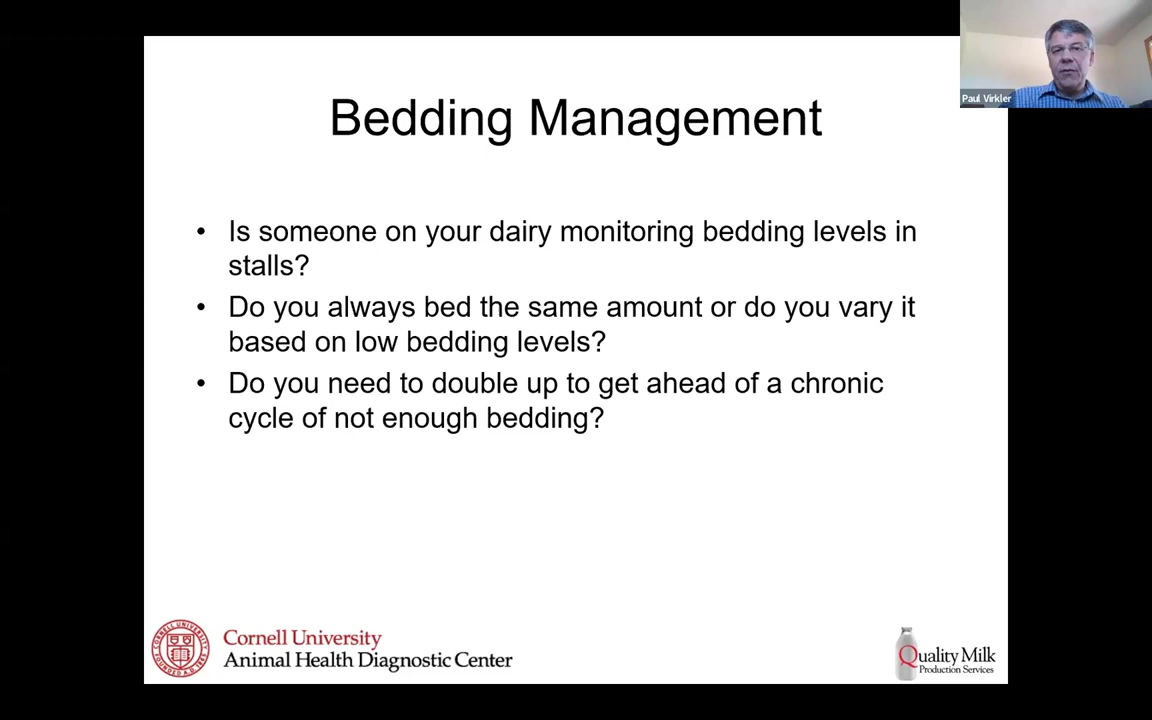 Paul Virkler
Bedding Management
• Is someone on your dairy monitoring bedding levels in
stalls?
• Do you always bed the same amount or do you vary it
based on low bedding levels?
• Do you need to double up to get ahead of a chronic
cycle of not enough bedding?
Cornell University
Animal Health Diagnostic Center
Quality Milk
Production Services